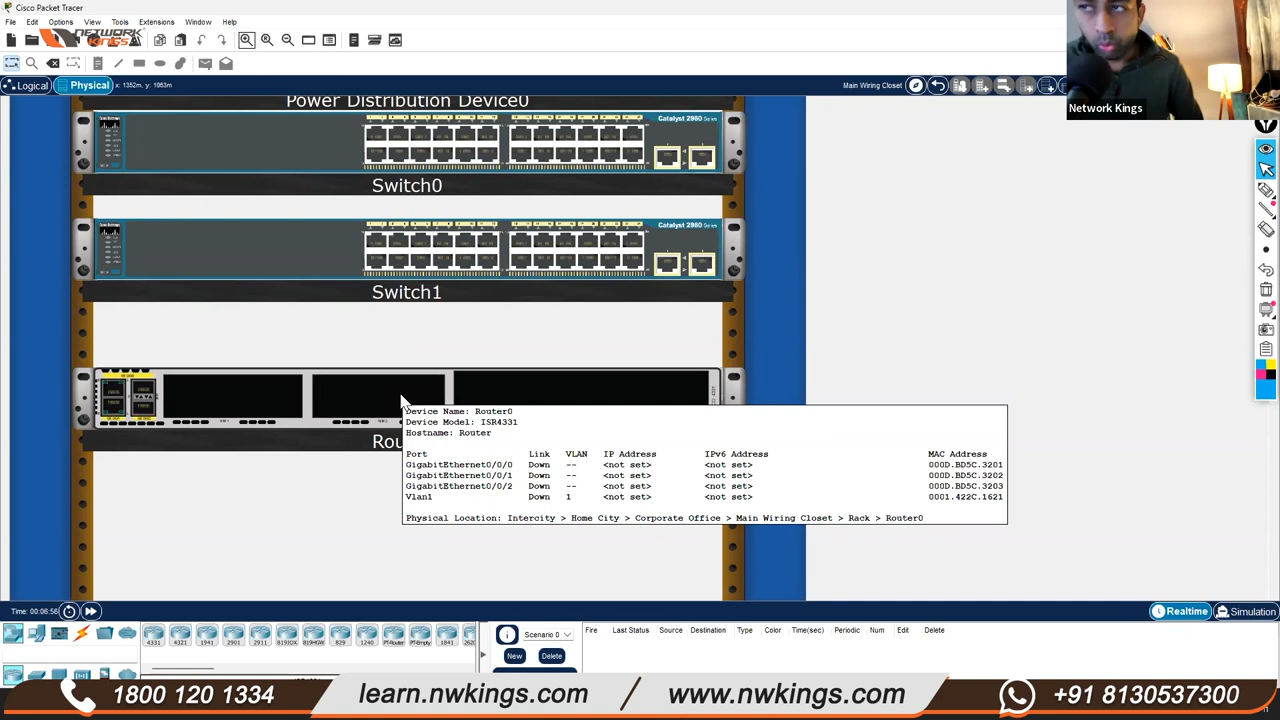 Cisco Packet Tracer
File Edit Options View Tools Extensions Window Help
NETWORK
KINGS
Logical Physical x: 1352m, y: 1063m Main Wiring Closet
Network Kings
Power Distribution Device0
Catalyst 2960 Series
Switch0
Catalyst 2960 Series
Switch1
Rou
Device Name: Router0
Device Model: ISR4331
Hostname: Router
Port Link VLAN IP Address IPv6 Address MAC Address
GigabitEthernet0/0/0 Down -- <not set> <not set> 000D.BD5C.3201
GigabitEthernet0/0/1 Down -- <not set> <not set> 000D.BD5C.3202
GigabitEthernet0/0/2 Down -- <not set> <not set> 000D.BD5C.3203
Vlan1 Down 1 <not set> <not set> 0001.422C.1621
Physical Location: Intercity > Home City > Corporate Office > Main Wiring Closet > Rack > Router0
Time: 00:06:56 Realtime Simulation
4331 4321 1941 2901 2911 819IOX 819HGW 829 1240 PT-Router PT-Empty 1841 2620
Scenario 0
New Delete
Fire Last Status Source Destination Type Color Time(sec) Periodic Num Edit Delete
1800 120 1334 learn.nwkings.com / www.nwkings.com +91 8130537300